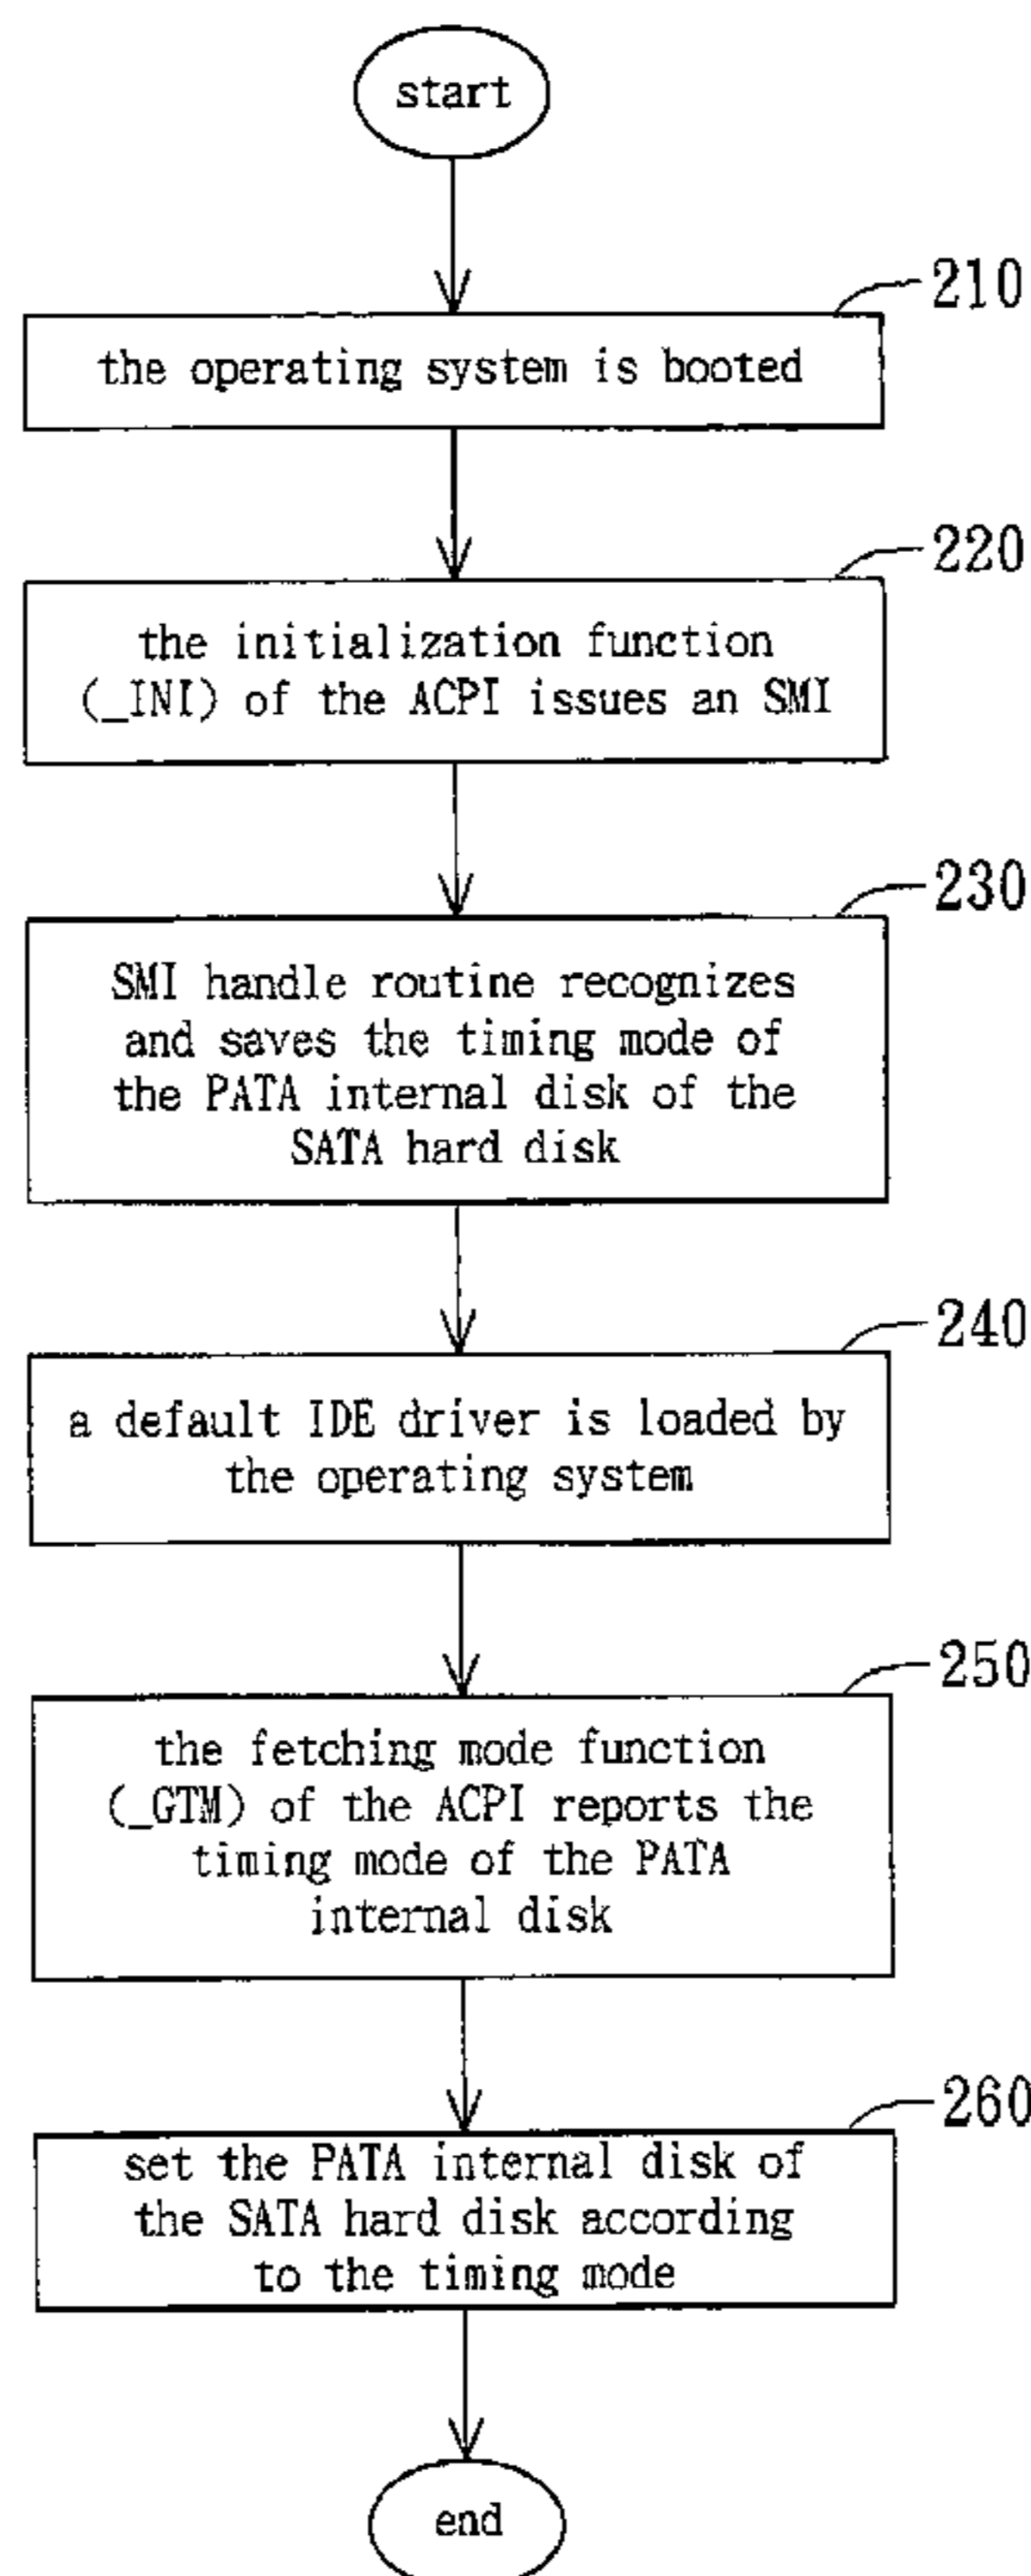 start
210
the operating system is booted
220
the initialization function
(_INI) of the ACPI issues an SMI
230
SMI handle routine recognizes
and saves the timing mode of
the PATA internal disk of the
SATA hard disk
240
a default IDE driver is loaded by
the operating system
250
the fetching mode function
(_GTM) of the ACPI reports the
timing mode of the PATA
internal disk
260
set the PATA internal disk of
the SATA hard disk according
to the timing mode
end